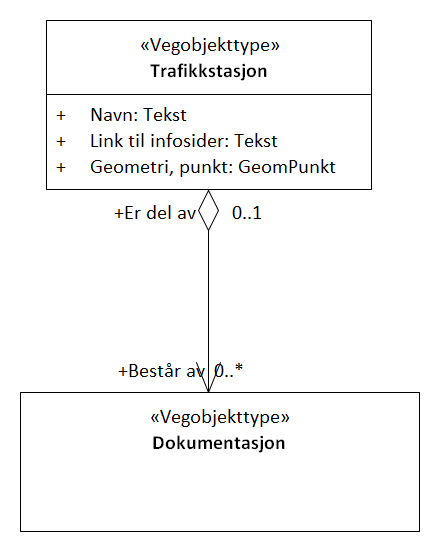 «Vegobjekttype»
Trafikkstasjon
+ Navn: Tekst
+ Link til infosider: Tekst
+ Geometri, punkt: GeomPunkt
+Er del av 0..1
+Består av 0..*
«Vegobjekttype»
Dokumentasjon